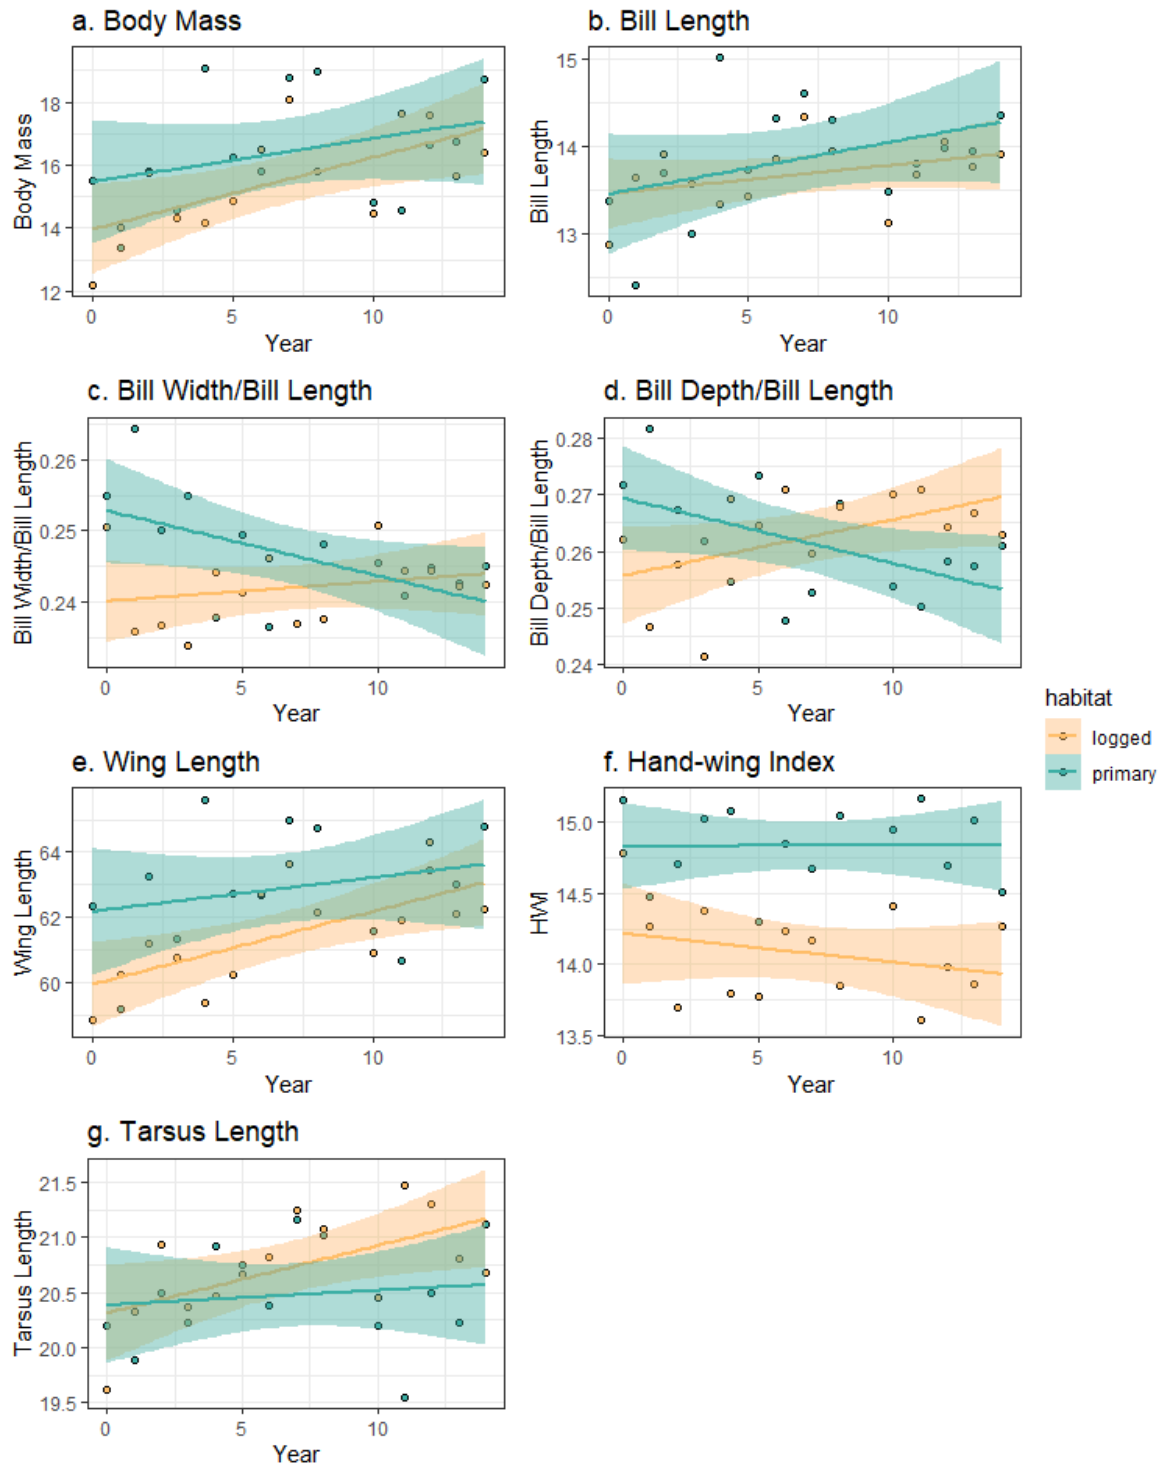 a. Body Mass
Body Mass
18
16
14
12
0 5 10
Year
b. Bill Length
Bill Length
15
14
13
0 5 10
Year
c. Bill Width/Bill Length
Bill Width/Bill Length
0.26
0.25
0.24
0 5 10
Year
d. Bill Depth/Bill Length
Bill Depth/Bill Length
0.28
0.27
0.26
0.25
0.24
0 5 10
Year
habitat
logged
primary
e. Wing Length
Wing Length
64
62
60
0 5 10
Year
f. Hand-wing Index
HWI
15.0
14.5
14.0
13.5
0 5 10
Year
g. Tarsus Length
Tarsus Length
21.5
21.0
20.5
20.0
19.5
0 5 10
Year